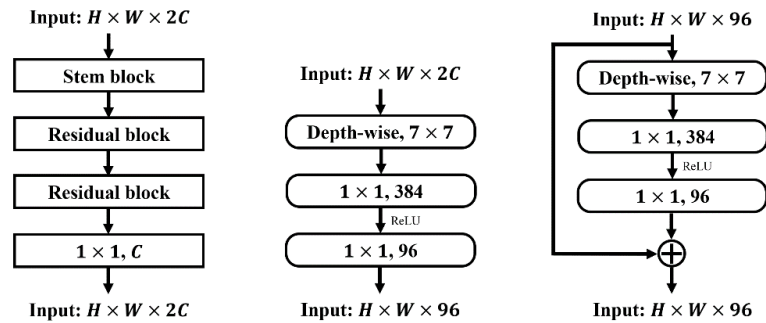 Input: H × W × 2C
Stem block
Residual block
Residual block
1 × 1, C
Input: H × W × 2C
Input: H × W × 2C
Depth-wise, 7 × 7
1 × 1, 384
ReLU
1 × 1, 96
Input: H × W × 96
Input: H × W × 96
Depth-wise, 7 × 7
1 × 1, 384
ReLU
1 × 1, 96
Input: H × W × 96